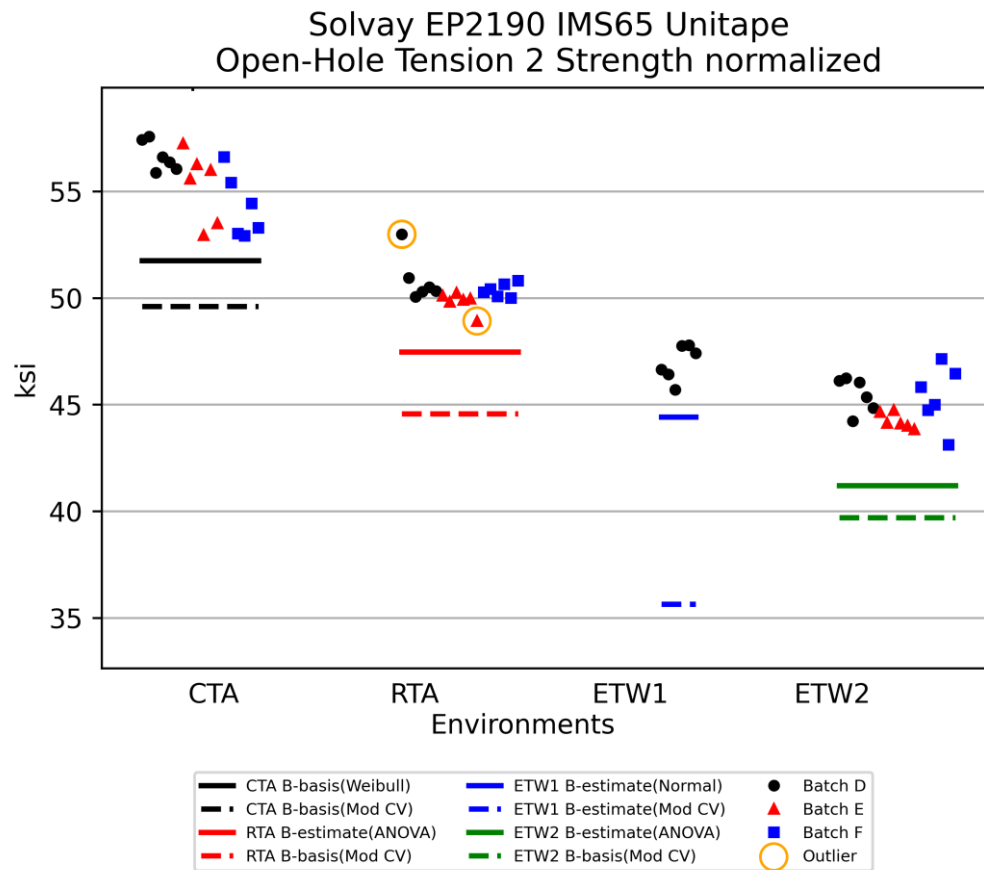 Solvay EP2190 IMS65 Unitape
Open-Hole Tension 2 Strength normalized
ksi
55
50
45
40
35
CTA RTA ETW1 ETW2
Environments
CTA B-basis(Weibull)
CTA B-basis(Mod CV)
RTA B-estimate(ANOVA)
RTA B-basis(Mod CV)
ETW1 B-estimate(Normal)
ETW1 B-estimate(Mod CV)
ETW2 B-estimate(ANOVA)
ETW2 B-basis(Mod CV)
Batch D
Batch E
Batch F
Outlier